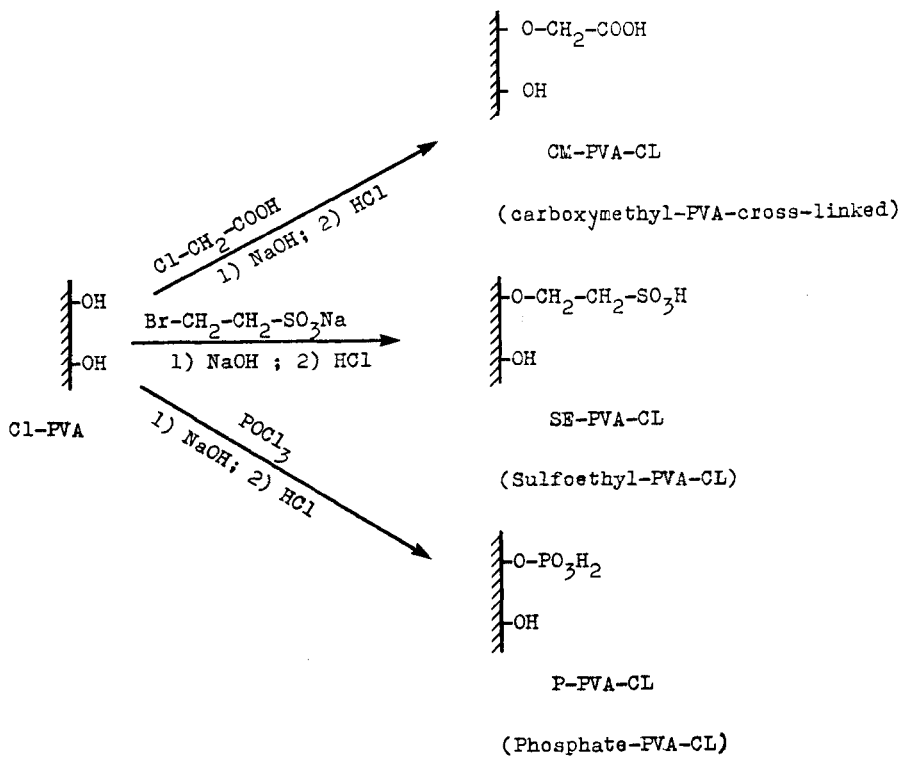 O-CH2-COOH
OH
CM-PVA-CL
(carboxymethyl-PVA-cross-linked)
Cl-CH2-COOH
1) NaOH; 2) HCl
OH
OH
Cl-PVA
Br-CH2-CH2-SO3Na
1) NaOH ; 2) HCl
O-CH2-CH2-SO3H
OH
SE-PVA-CL
(Sulfoethyl-PVA-CL)
POCl3
1) NaOH; 2) HCl
O-PO3H2
OH
P-PVA-CL
(Phosphate-PVA-CL)